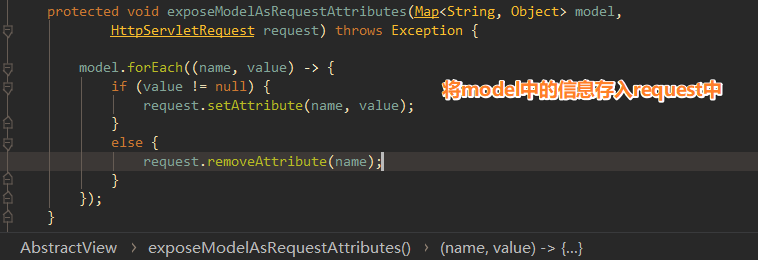 protected void exposeModelAsRequestAttributes(Map<String, Object> model,
HttpServletRequest request) throws Exception {
model.forEach((name, value) -> {
if (value != null) {
request.setAttribute(name, value);
}
else {
request.removeAttribute(name);
}
});
}
将model中的信息存入request中
AbstractView › exposeModelAsRequestAttributes() › (name, value) -> {...}